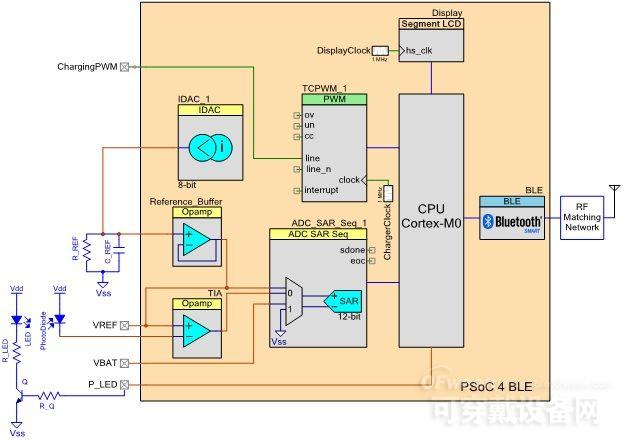 Display
Segment LCD
DisplayClock
hs_clk
1 MHz
ChargingPWM
TCPWM_1
PWM
ov
un
cc
line
line_n
clock
interrupt
IDAC_1
IDAC
i
8-bit
ChargerClock
1 MHz
CPU
Cortex-M0
BLE
BLE
Bluetooth
SMART
RF
Matching
Network
Reference_Buffer
Opamp
+
-
R_REF
C_REF
Vss
ADC_SAR_Seq_1
ADC SAR Seq
sdone
eoc
0
1
+
-
SAR
12-bit
Vss
TIA
Opamp
+
-
Vdd
Vdd
LED
PhotoDiode
VREF
VBAT
P_LED
R_LED
Q
R_Q
Vss
PSoC 4 BLE
可穿戴设备网